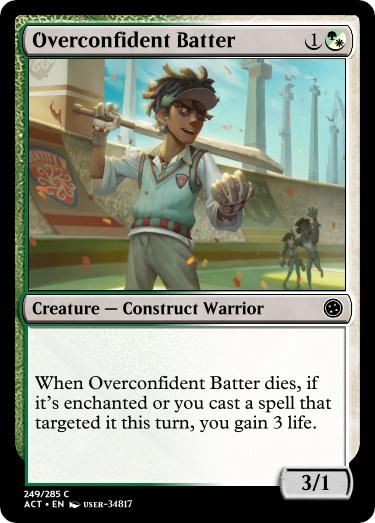 Overconfident Batter 1
Creature — Construct Warrior
When Overconfident Batter dies, if
it's enchanted or you cast a spell that
targeted it this turn, you gain 3 life.
3/1
249/285 C
ACT • EN USER-34817